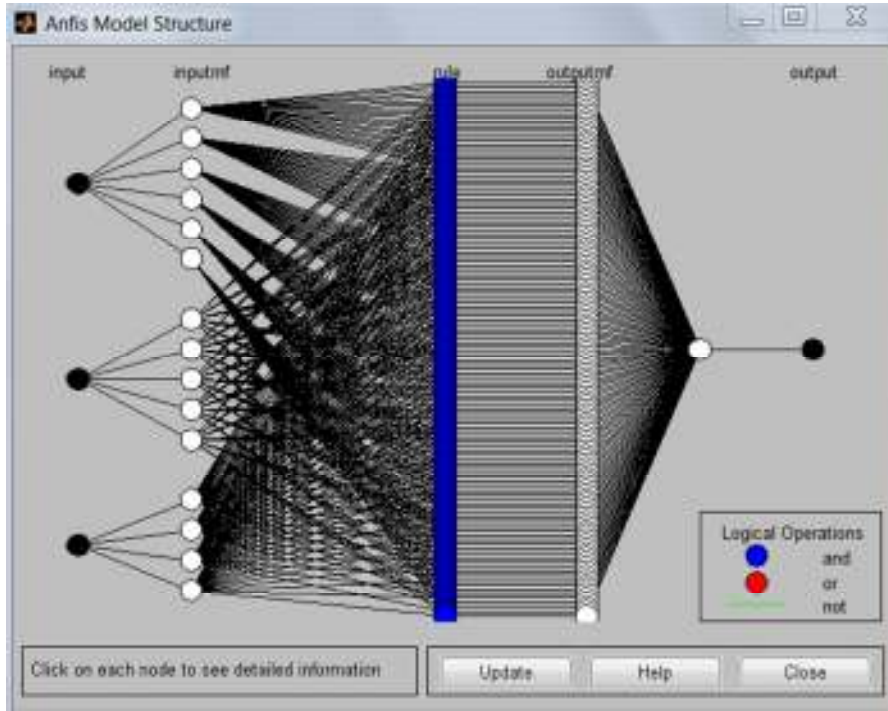 Anfis Model Structure
input inputmf rule outputmf output
Logical Operations
and
or
not
Click on each node to see detailed information
Update Help Close